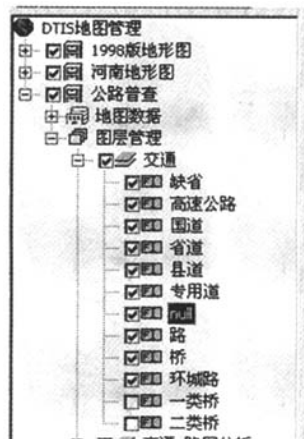 DTIS地图管理
1998版地形图
河南地形图
公路普查
地图数据
图层管理
交通
缺省
高速公路
国道
省道
县道
专用道
null
路
桥
环城路
一类桥
二类桥